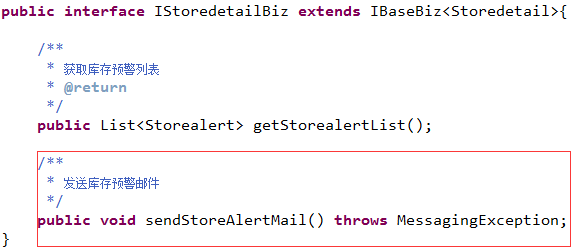 public interface IStoredetailBiz extends IBaseBiz<Storedetail>{
/**
* 获取库存预警列表
* @return
*/
public List<Storealert> getStorealertList();
/**
* 发送库存预警邮件
*/
public void sendStoreAlertMail() throws MessagingException;
}